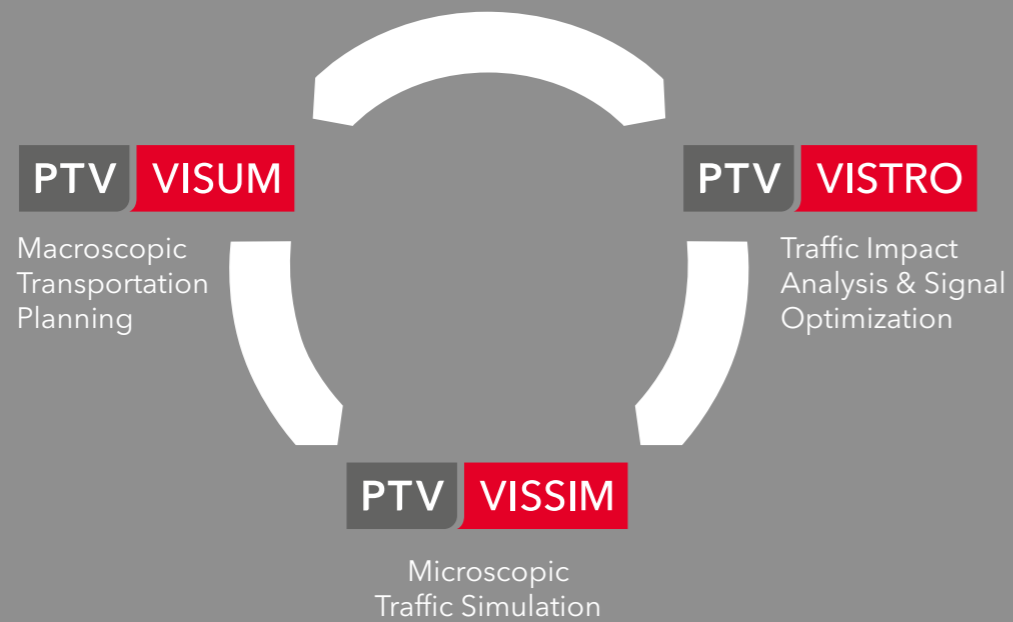 PTV VISUM
Macroscopic
Transportation
Planning
PTV VISTRO
Traffic Impact
Analysis & Signal
Optimization
PTV VISSIM
Microscopic
Traffic Simulation